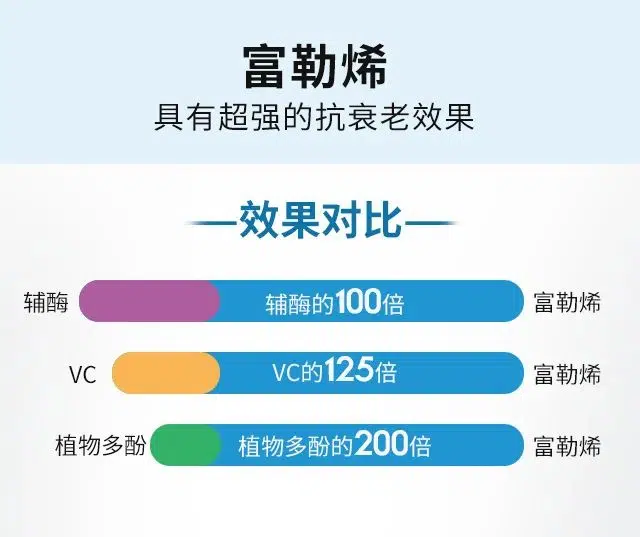 富勒烯
具有超强的抗衰老效果
效果对比
辅酶 辅酶的100倍 富勒烯
VC VC的125倍 富勒烯
植物多酚 植物多酚的200倍 富勒烯